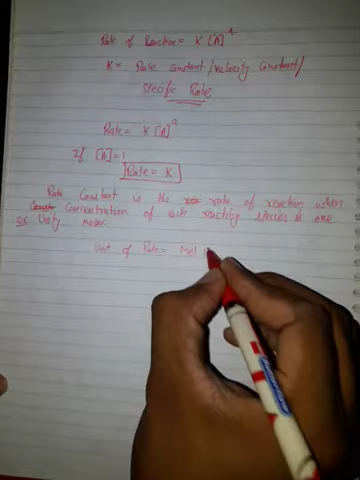 Rate of Reaction = K [A]^a
K = Rate constant/velocity constant/
Specific Rate
Rate = K [A]^a
If [A]=1
Rate = K
Rate Constant is the rate of reaction when
Concentration of each reacting species is one
or Unity molar.
Unit of Rate = Mol